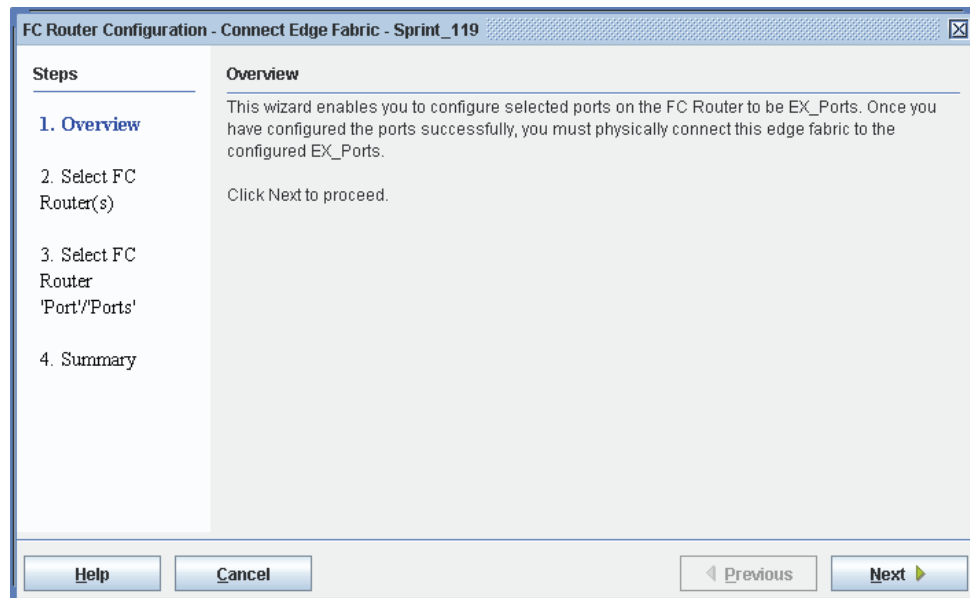 FC Router Configuration - Connect Edge Fabric - Sprint_119
Steps
1. Overview
2. Select FC
Router(s)
3. Select FC
Router
'Port'/'Ports'
4. Summary
Overview
This wizard enables you to configure selected ports on the FC Router to be EX_Ports. Once you
have configured the ports successfully, you must physically connect this edge fabric to the
configured EX_Ports.
Click Next to proceed.
Help
Cancel
Previous
Next